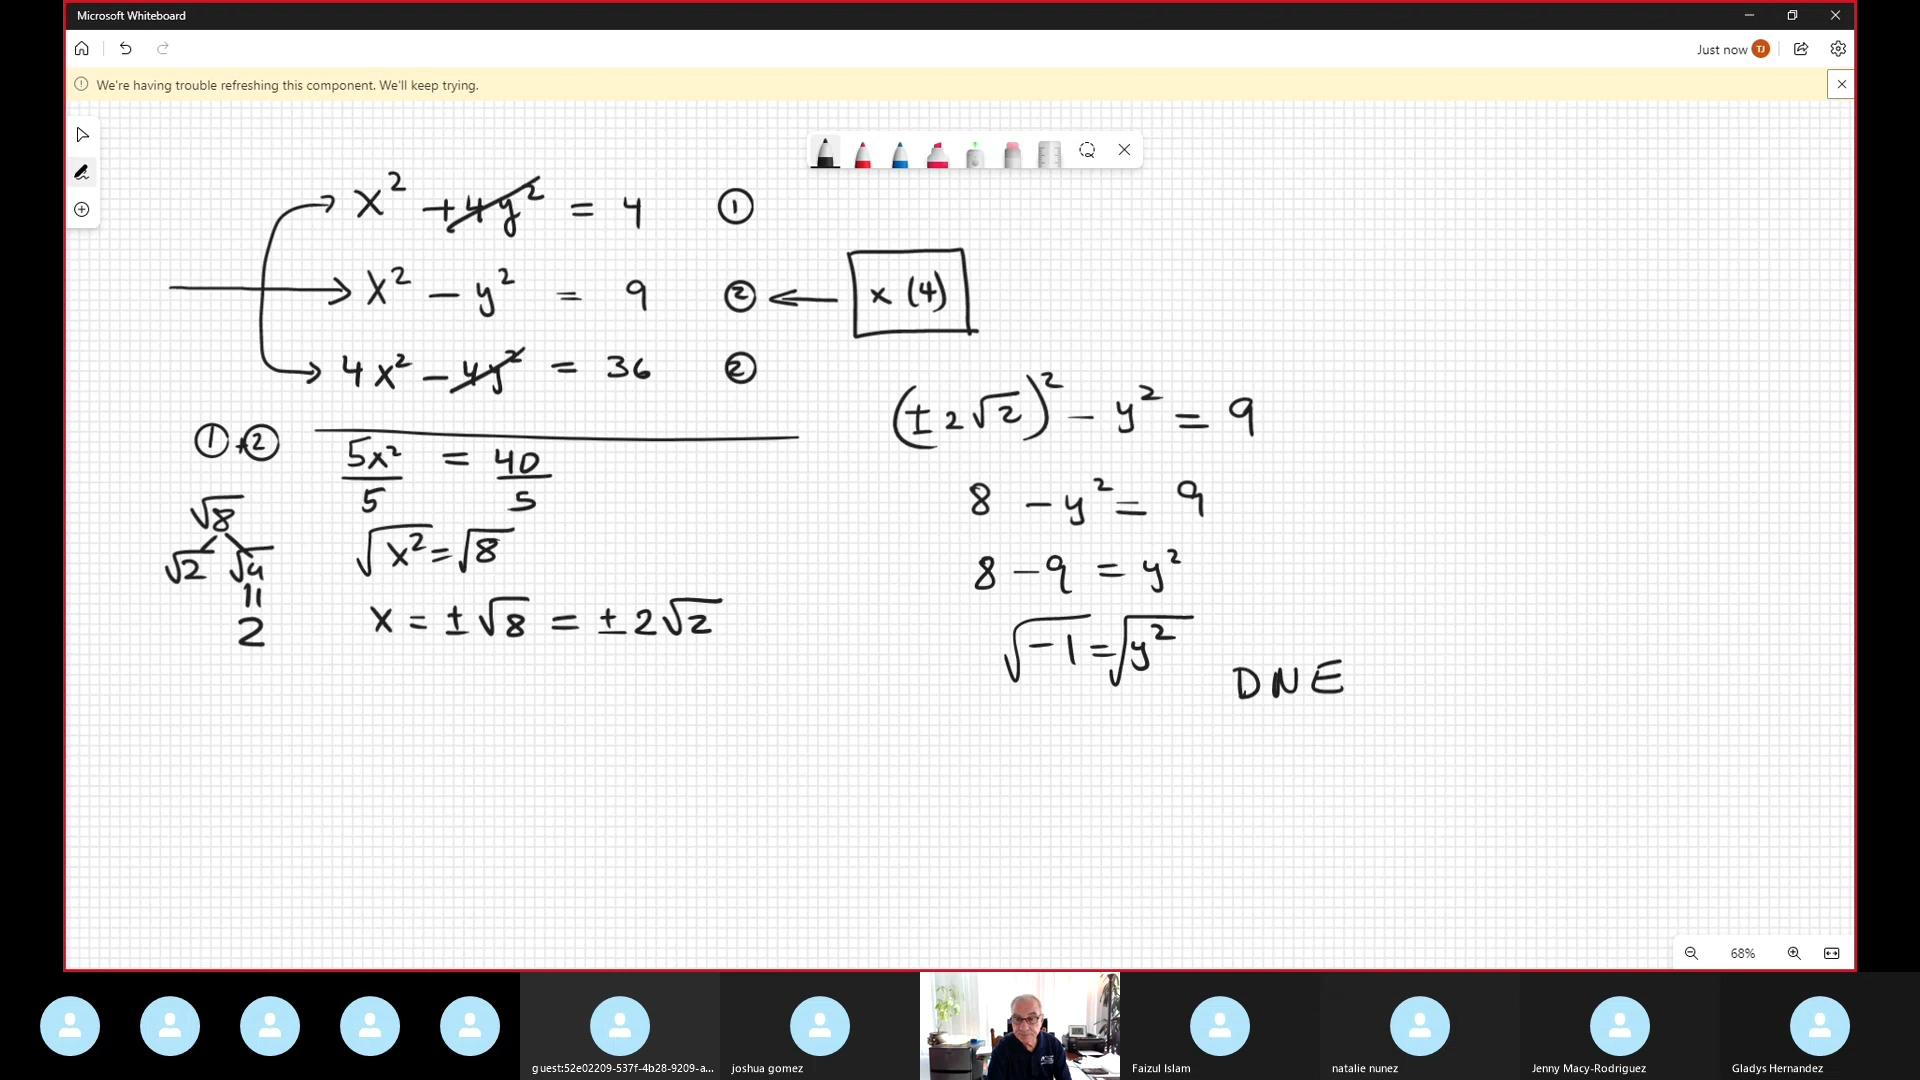 Microsoft Whiteboard
Just now TJ
We're having trouble refreshing this component. We'll keep trying.
x² + 4y² = 4 ①
x² − y² = 9 ② ← x (4)
4x² − 4y² = 36 ②
① + ②
5x² = 40
5 5
√8
√2 √4
11
2
√x² = √8
x = ± √8 = ± 2√2
(± 2√2)² − y² = 9
8 − y² = 9
8 − 9 = y²
√−1 = √y²
DNE
68%
guest:52e02209-537f-4b28-9209-a...
joshua gomez
Faizul Islam
natalie nunez
Jenny Macy-Rodriguez
Gladys Hernandez